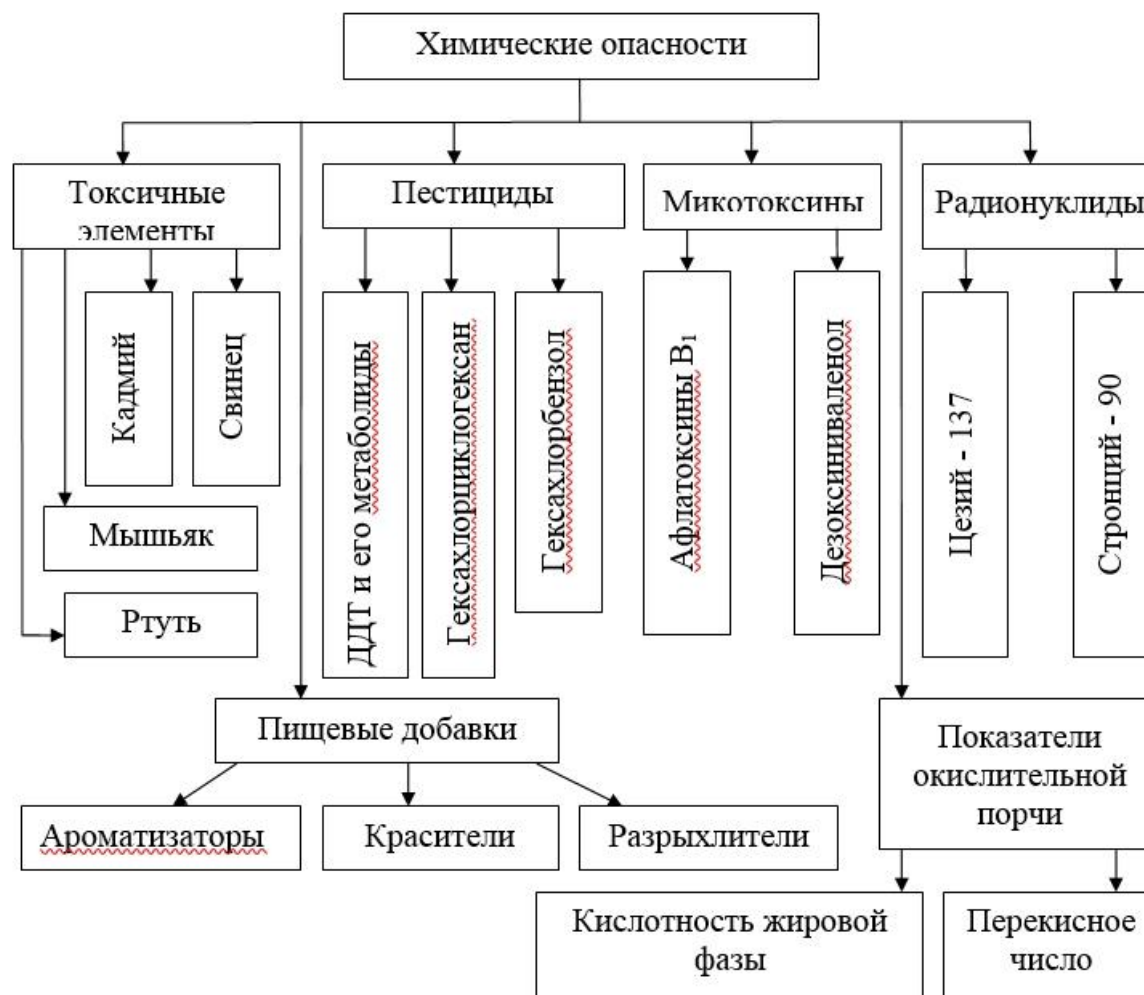 Химические опасности
Токсичные
элементы
Пестициды
Микотоксины
Радионуклиды
Кадмий
Свинец
ДДТ и его метаболиды
Гексахлорциклогексан
Гексахлорбензол
Афлатоксины В₁
Дезоксиниваленол
Цезий - 137
Стронций - 90
Мышьяк
Ртуть
Пищевые добавки
Показатели
окислительной
порчи
Ароматизаторы
Красители
Разрыхлители
Кислотность жировой
фазы
Перекисное
число